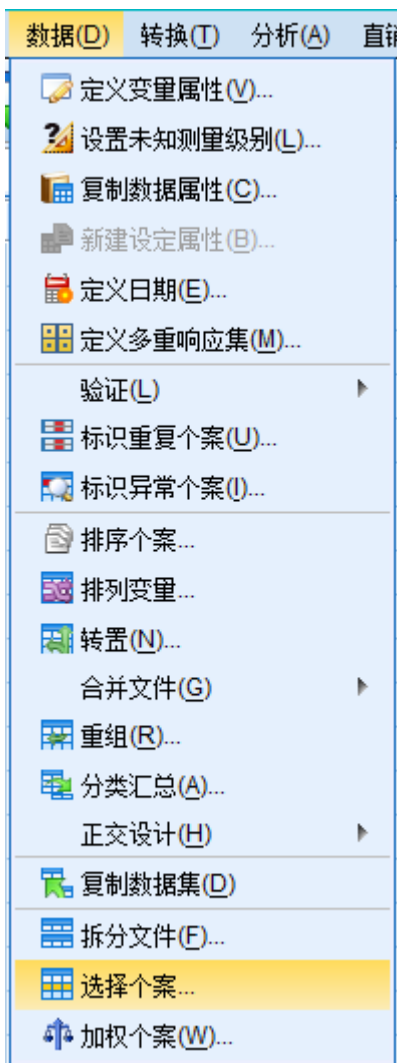 数据(D) 转换(T) 分析(A) 直销
定义变量属性(V)...
设置未知测量级别(L)...
复制数据属性(C)...
新建设定属性(B)...
定义日期(E)...
定义多重响应集(M)...
验证(L)
标识重复个案(U)...
标识异常个案(I)...
排序个案...
排列变量...
转置(N)...
合并文件(G)
重组(R)...
分类汇总(A)...
正交设计(H)
复制数据集(D)
拆分文件(F)...
选择个案...
加权个案(W)...